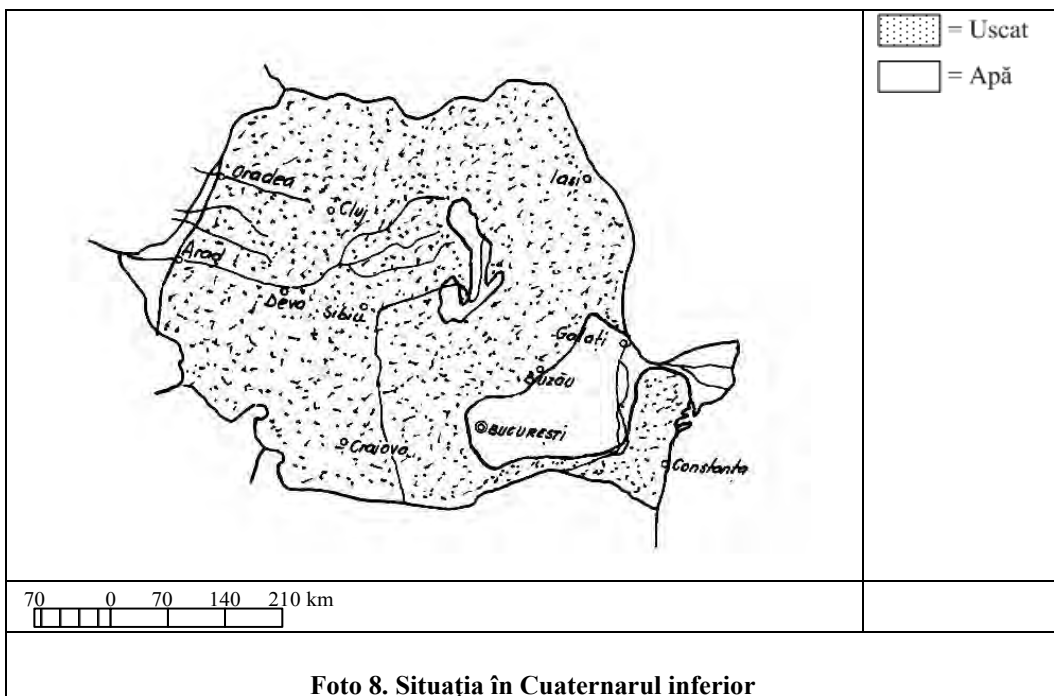 = Uscat
= Apă
Oradea
Iasi
Cluj
Arad
Deva
Sibiu
Galati
Buzău
BUCURESTI
Craiova
Constanta
70 0 70 140 210 km
Foto 8. Situația în Cuaternarul inferior